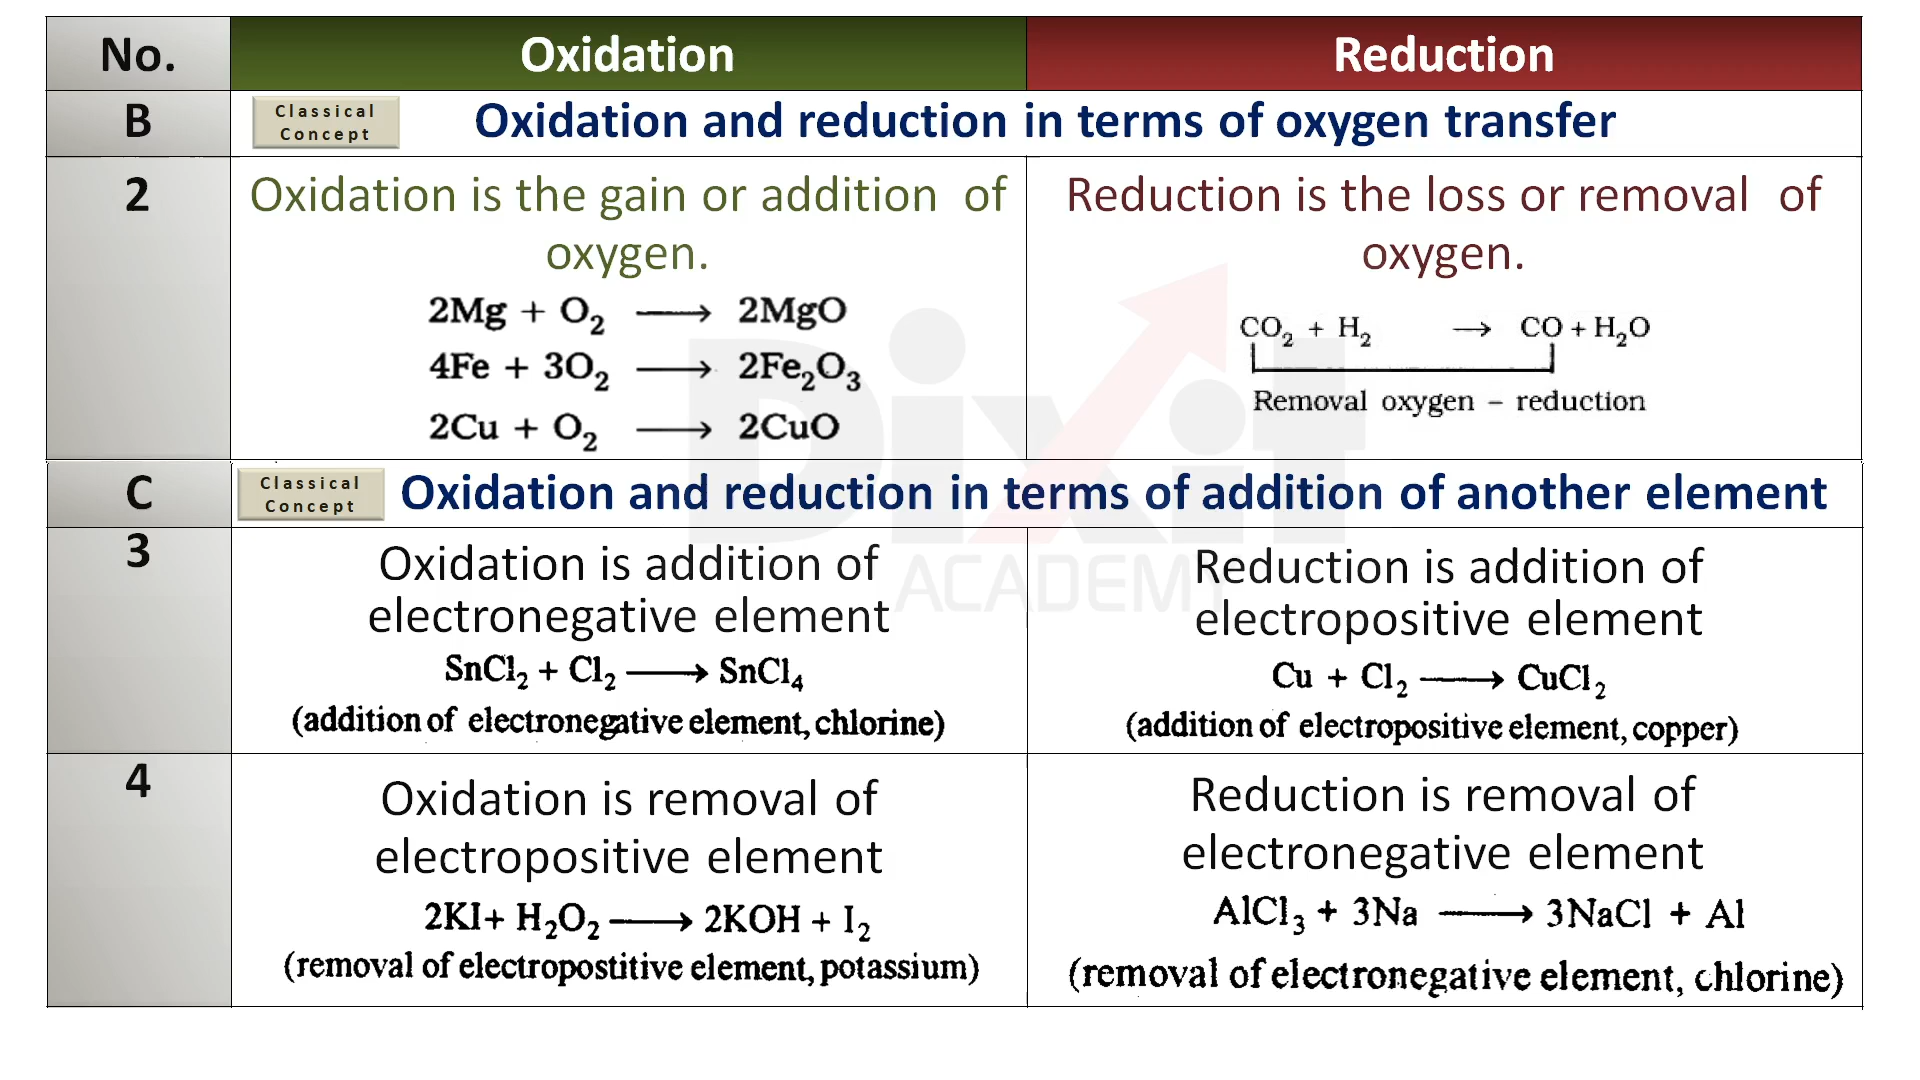 No.
Oxidation
Reduction
B
Classical
Concept
Oxidation and reduction in terms of oxygen transfer
2
Oxidation is the gain or addition of
oxygen.
2Mg + O₂ ⟶ 2MgO
4Fe + 3O₂ ⟶ 2Fe₂O₃
2Cu + O₂ ⟶ 2CuO
Reduction is the loss or removal of
oxygen.
CO₂ + H₂ → CO + H₂O
Removal oxygen – reduction
C
Classical
Concept
Oxidation and reduction in terms of addition of another element
3
Oxidation is addition of
electronegative element
SnCl₂ + Cl₂ ⟶ SnCl₄
(addition of electronegative element, chlorine)
Reduction is addition of
electropositive element
Cu + Cl₂ ⟶ CuCl₂
(addition of electropositive element, copper)
4
Oxidation is removal of
electropositive element
2KI+ H₂O₂ ⟶ 2KOH + I₂
(removal of electropostitive element, potassium)
Reduction is removal of
electronegative element
AlCl₃ + 3Na ⟶ 3NaCl + Al
(removal of electronegative element, chlorine)
Dixit
ACADEMY